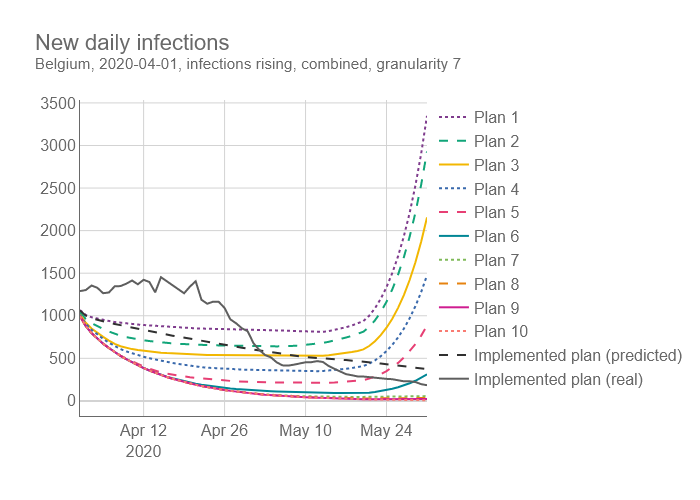 New daily infections
Belgium, 2020-04-01, infections rising, combined, granularity 7
3500
3000
2500
2000
1500
1000
500
0
Apr 12
2020
Apr 26
May 10
May 24
Plan 1
Plan 2
Plan 3
Plan 4
Plan 5
Plan 6
Plan 7
Plan 8
Plan 9
Plan 10
Implemented plan (predicted)
Implemented plan (real)